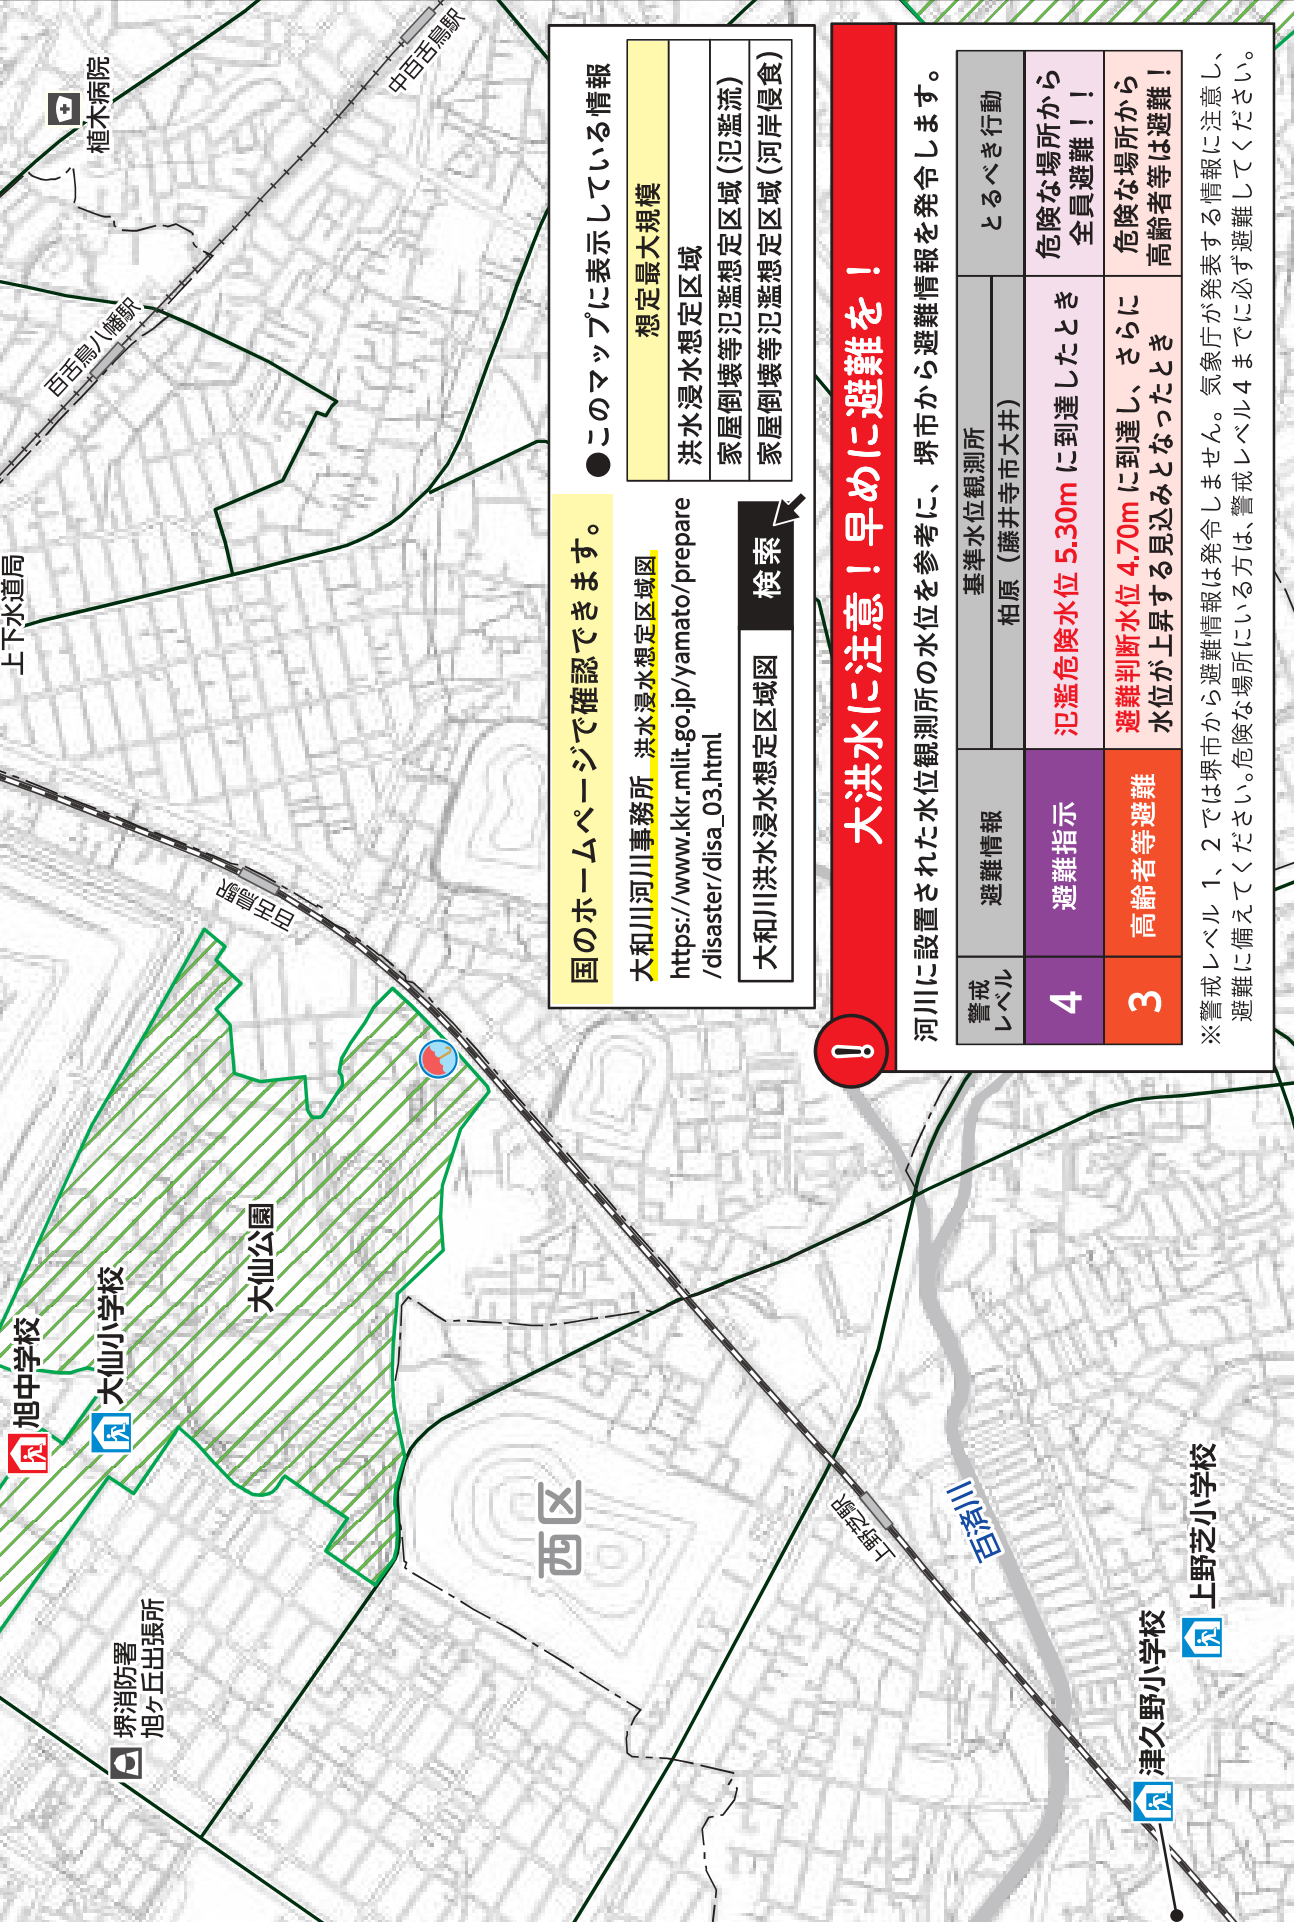 旭中学校
大仙小学校
大仙公園
堺消防署
旭ヶ丘出張所
上下水道局
百舌鳥八幡駅
植木病院
中百舌鳥駅
百舌鳥駅
西区
上野芝駅
百済川
津久野小学校
上野芝小学校
国のホームページで確認できます。
大和川河川事務所 洪水浸水想定区域図
https://www.kkr.mlit.go.jp/yamato/prepare
/disaster/disa_03.html
大和川洪水浸水想定区域図 検索
●このマップに表示している情報
想定最大規模
洪水浸水想定区域
家屋倒壊等氾濫想定区域（氾濫流）
家屋倒壊等氾濫想定区域（河岸侵食）
大洪水に注意！早めに避難を！
河川に設置された水位観測所の水位を参考に、堺市から避難情報を発令します。
警戒
レベル
避難情報
基準水位観測所
柏原（藤井寺市大井）
とるべき行動
4
避難指示
氾濫危険水位 5.30m に到達したとき
危険な場所から
全員避難！！
3
高齢者等避難
避難判断水位 4.70m に到達し、さらに
水位が上昇する見込みとなったとき
危険な場所から
高齢者等は避難！
※警戒レベル 1、2 では堺市から避難情報は発令しません。気象庁が発表する情報に注意し、
避難に備えてください。危険な場所にいる方は、警戒レベル 4 までに必ず避難してください。